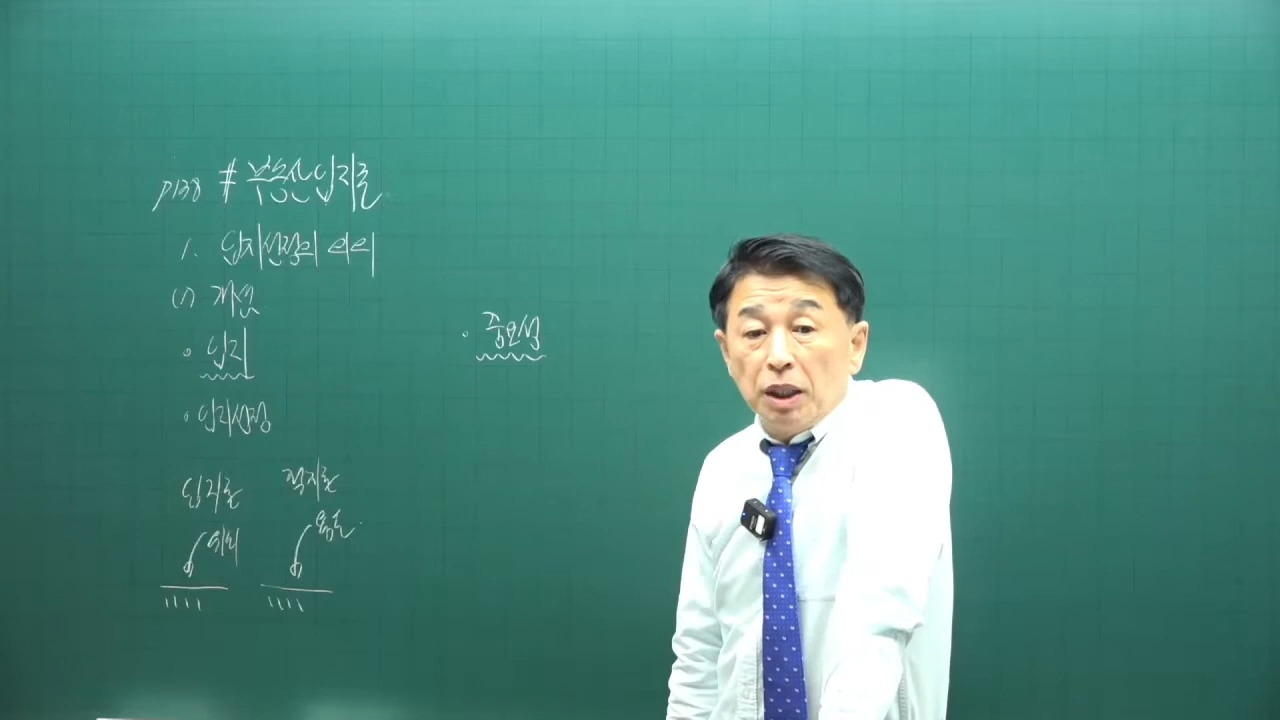 p138 # 부동산입지론
1. 입지선정의 의의
(1) 개념
◦ 입지
• 입지선정
• 중요성
입지론 적지론
위치 용도